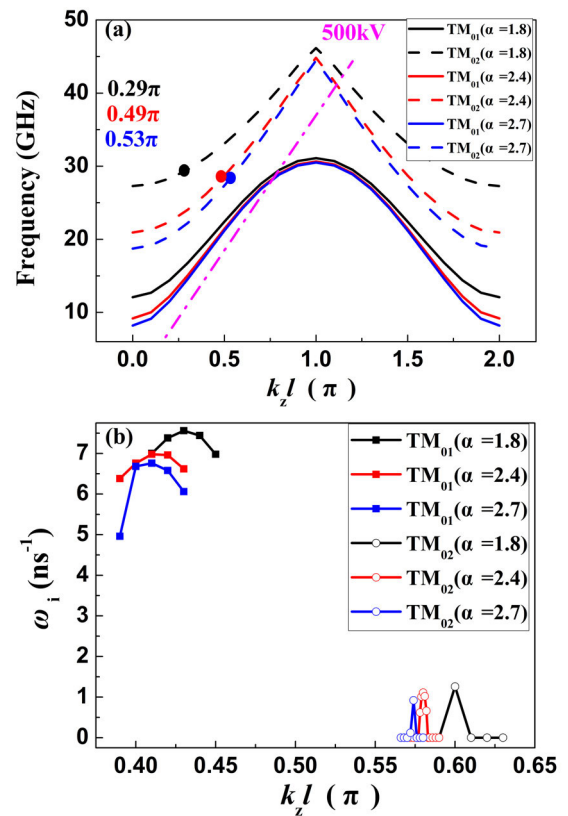 (a)
500kV
0.29π
0.49π
0.53π
TM01(α =1.8)
TM02(α =1.8)
TM01(α =2.4)
TM02(α =2.4)
TM01(α =2.7)
TM02(α =2.7)
50
40
30
20
10
Frequency (GHz)
0.0 0.5 1.0 1.5 2.0
kzl (π)
(b)
TM01(α =1.8)
TM01(α =2.4)
TM01(α =2.7)
TM02(α =1.8)
TM02(α =2.4)
TM02(α =2.7)
7
6
5
4
3
2
1
0
ωi (ns-1)
0.40 0.45 0.50 0.55 0.60 0.65
kzl (π)